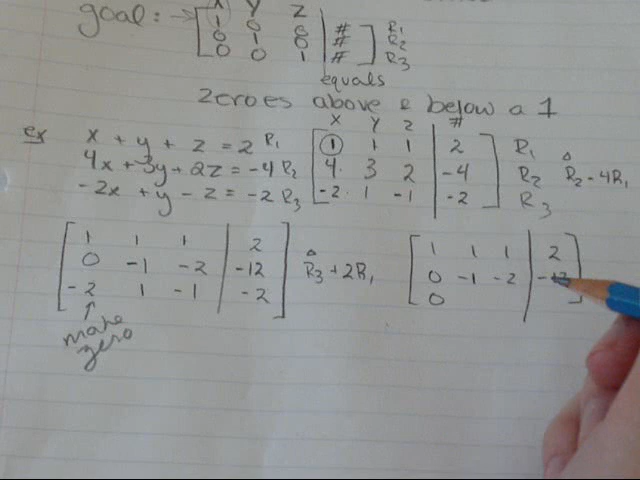 X Y Z
goal: → [ 1 0 0 | # ] R1
0 1 0 | # R2
0 0 1 | # R3
equals
zeroes above & below a 1
X Y Z #
ex x + y + z = 2 R1 [ 1 1 1 | 2 ] R1
4x + 3y + 2z = -4 R2 4 3 2 | -4 R2 R2 - 4R1
-2x + y - z = -2 R3 -2 1 -1 | -2 R3
[ 1 1 1 | 2 ] [ 1 1 1 | 2 ]
0 -1 -2 | -12 R3 + 2R1 0 -1 -2 | -12
-2 1 -1 | -2 0
↑
make
zero